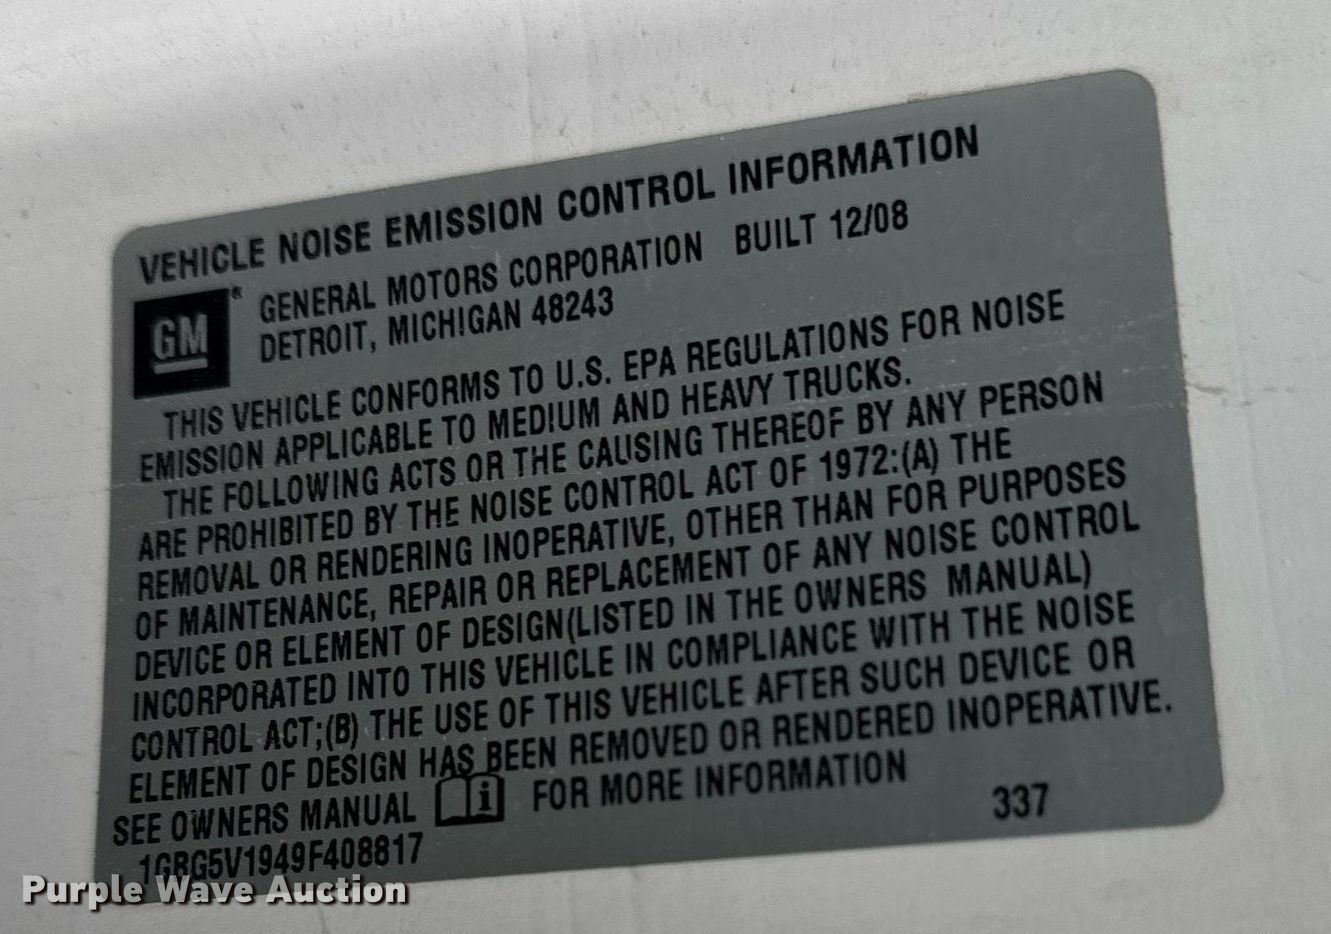 VEHICLE NOISE EMISSION CONTROL INFORMATION
GM ® GENERAL MOTORS CORPORATION BUILT 12/08
DETROIT, MICHIGAN 48243
THIS VEHICLE CONFORMS TO U.S. EPA REGULATIONS FOR NOISE
EMISSION APPLICABLE TO MEDIUM AND HEAVY TRUCKS.
THE FOLLOWING ACTS OR THE CAUSING THEREOF BY ANY PERSON
ARE PROHIBITED BY THE NOISE CONTROL ACT OF 1972:(A) THE
REMOVAL OR RENDERING INOPERATIVE, OTHER THAN FOR PURPOSES
OF MAINTENANCE, REPAIR OR REPLACEMENT OF ANY NOISE CONTROL
DEVICE OR ELEMENT OF DESIGN(LISTED IN THE OWNERS MANUAL)
INCORPORATED INTO THIS VEHICLE IN COMPLIANCE WITH THE NOISE
CONTROL ACT;(B) THE USE OF THIS VEHICLE AFTER SUCH DEVICE OR
ELEMENT OF DESIGN HAS BEEN REMOVED OR RENDERED INOPERATIVE.
SEE OWNERS MANUAL i FOR MORE INFORMATION
337
1GBG5V1949F408817
Purple Wave Auction